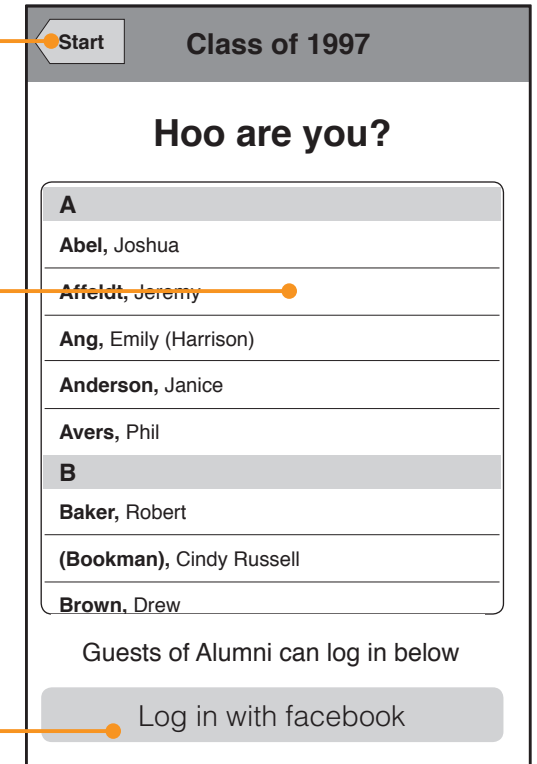 Start
Class of 1997
Hoo are you?
A
Abel, Joshua
Affeldt, Jeremy
Ang, Emily (Harrison)
Anderson, Janice
Avers, Phil
B
Baker, Robert
(Bookman), Cindy Russell
Brown, Drew
Guests of Alumni can log in below
Log in with facebook